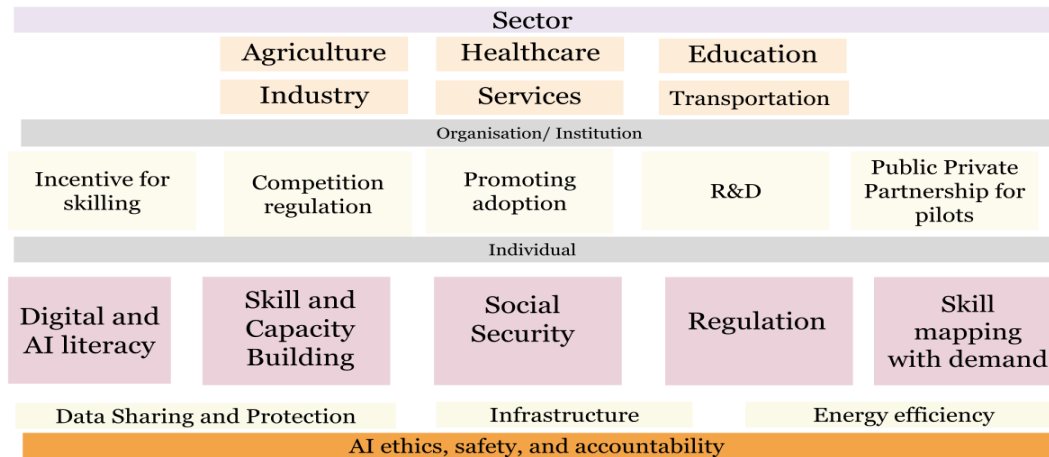 Sector
Agriculture
Healthcare
Education
Industry
Services
Transportation
Organisation/ Institution
Incentive for
skilling
Competition
regulation
Promoting
adoption
R&D
Public Private
Partnership for
pilots
Individual
Digital and
AI literacy
Skill and
Capacity
Building
Social
Security
Regulation
Skill
mapping
with demand
Data Sharing and Protection
Infrastructure
Energy efficiency
AI ethics, safety, and accountability